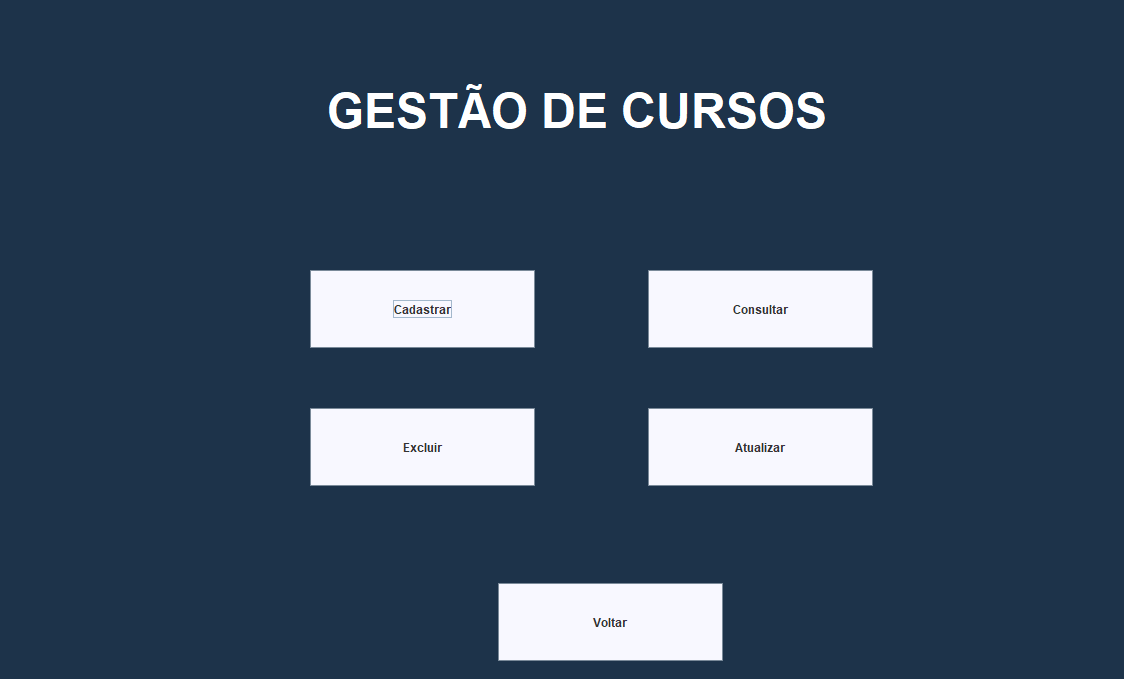 GESTÃO DE CURSOS
Cadastrar
Consultar
Excluir
Atualizar
Voltar